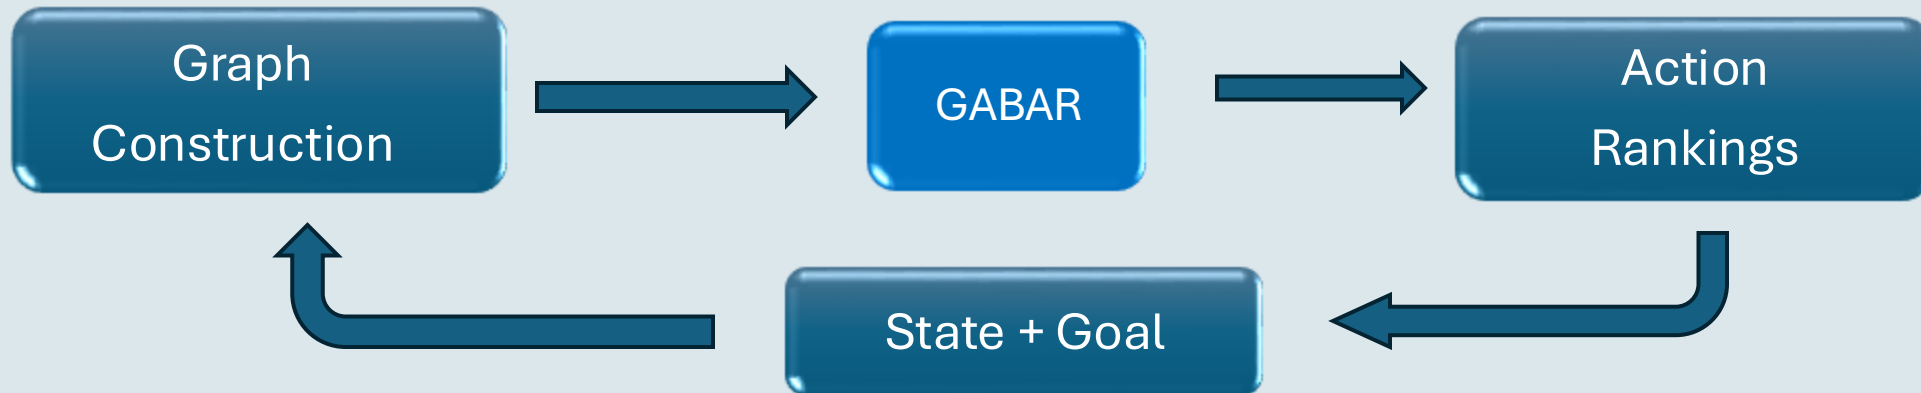 Graph
Construction
GABAR
Action
Rankings
State + Goal